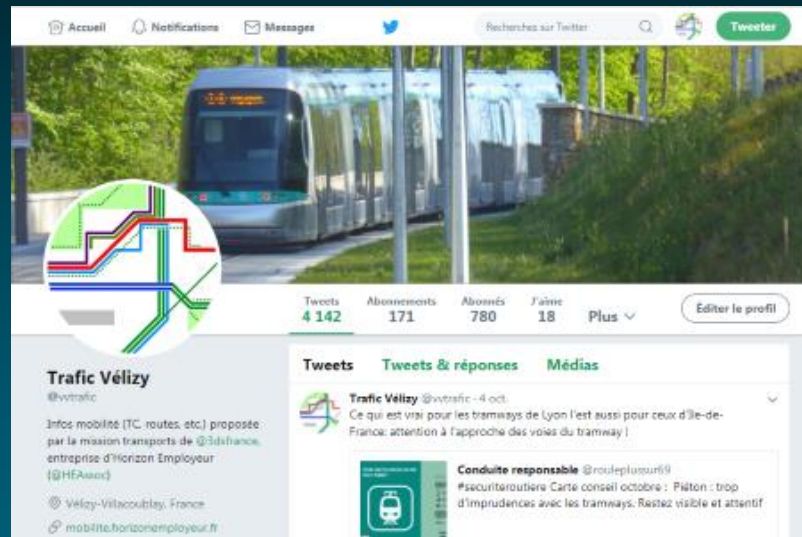 Accueil
Notifications
Messages
Recherchez sur Twitter
Tweeter
Tweets
4 142
Abonnements
171
Abonnés
780
J'aime
18
Plus
Éditer le profil
Trafic Vélizy
@vvtrafic
Infos mobilité (TC, routes, etc.) proposée
par la mission transports de @3dsfrance,
entreprise d'Horizon Employeur
(@HEAssoc)
Vélizy-Villacoublay, France
mobilite.horizonemployeur.fr
Tweets
Tweets & réponses
Médias
Trafic Vélizy @vvtrafic · 4 oct.
Ce qui est vrai pour les tramways de Lyon l'est aussi pour ceux d'Ile-de-
France: attention à l'approche des voies du tramway !
Conduite responsable @rouleplussur69
#securiteroutiere Carte conseil octobre : Piéton : trop
d'imprudences avec les tramways. Restez visible et attentif